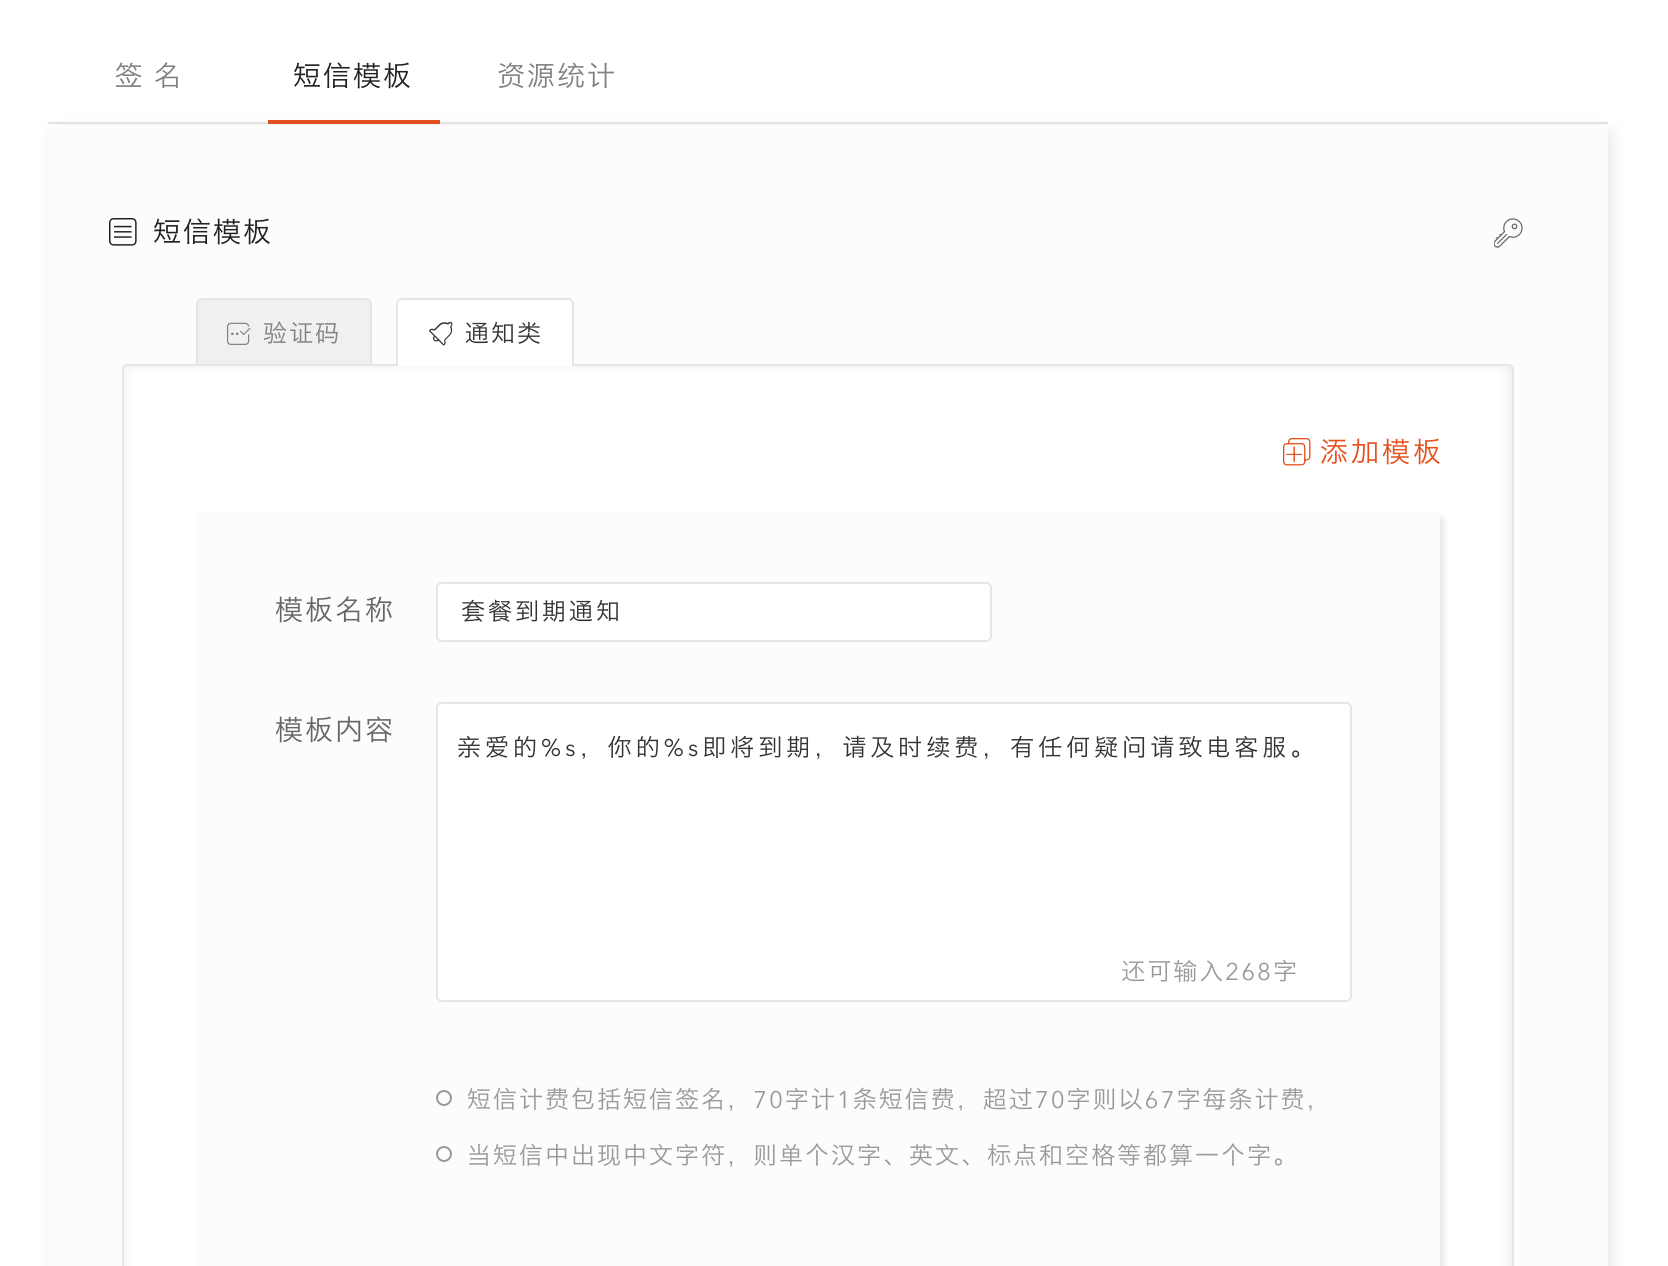 签 名 短信模板 资源统计
短信模板
验证码 通知类
添加模板
模板名称 套餐到期通知
模板内容 亲爱的%s，你的%s即将到期，请及时续费，有任何疑问请致电客服。
还可输入268字
短信计费包括短信签名，70字计1条短信费，超过70字则以67字每条计费，
当短信中出现中文字符，则单个汉字、英文、标点和空格等都算一个字。